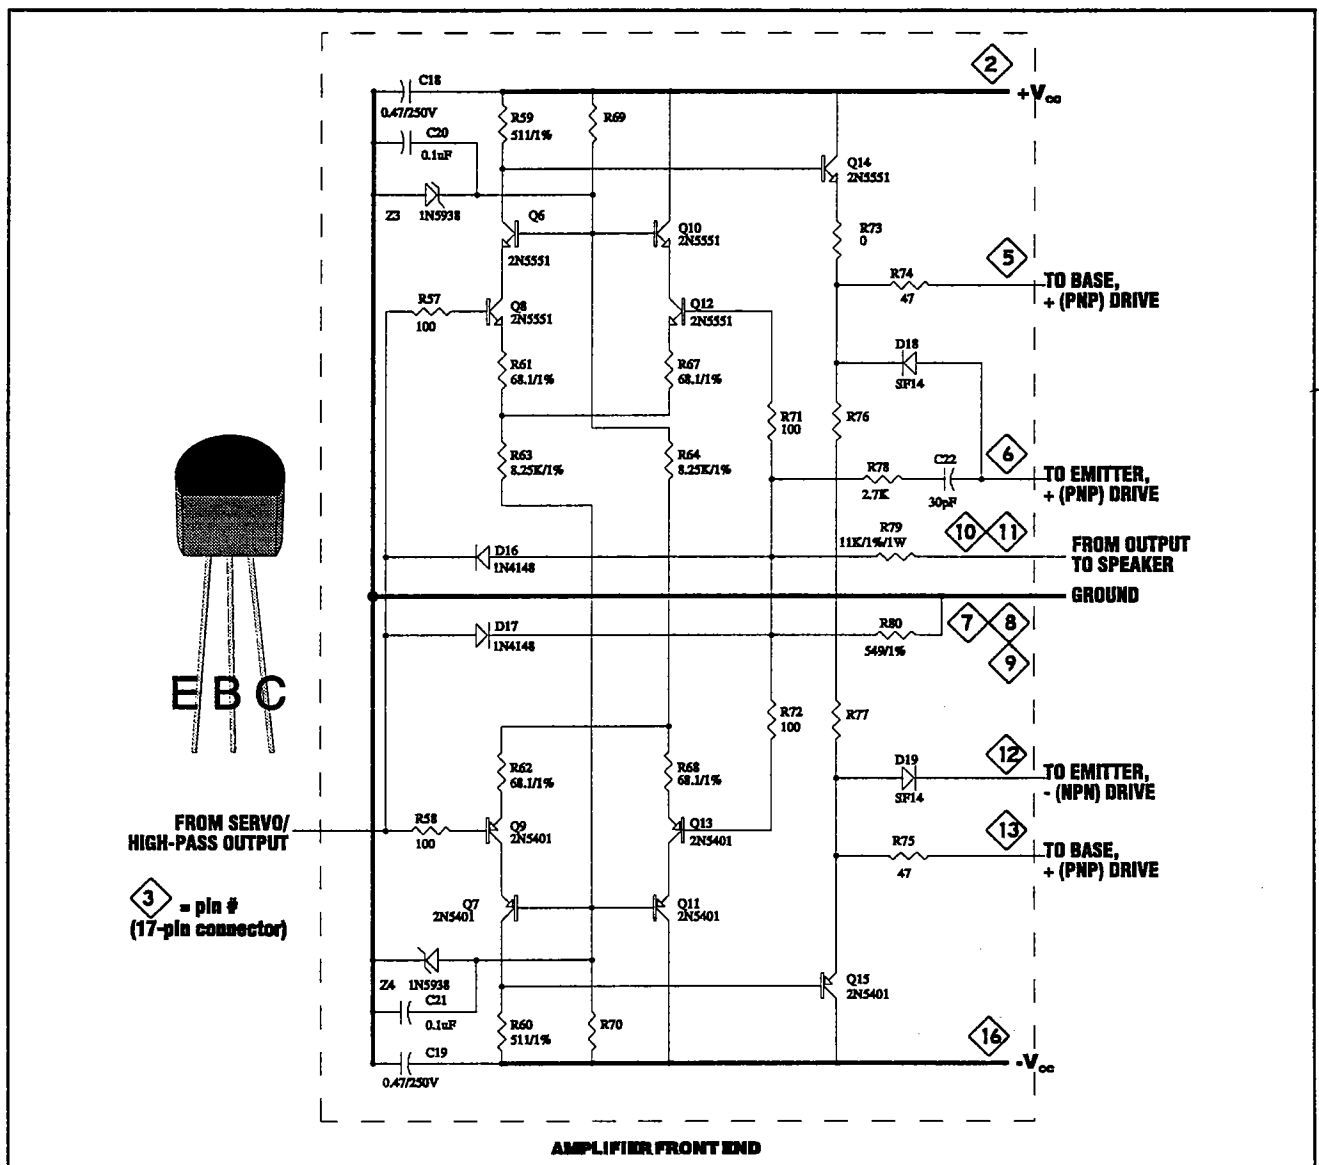 2
+Vcc
C18
0.47/250V
C20
0.1uF
R59
511/1%
R69
Q14
2N5551
Z3
1N5938
Q6
2N5551
Q10
2N5551
R73
0
5
R74
47
TO BASE,
+ (PNP) DRIVE
R57
100
Q8
2N5551
Q12
2N5551
D18
SF14
R61
68.1/1%
R67
68.1/1%
R71
100
R76
R63
8.25K/1%
R64
8.25K/1%
R78
2.7K
C22
30pF
6
TO EMITTER,
+ (PNP) DRIVE
R79
11K/1%/1W
10
11
FROM OUTPUT
TO SPEAKER
D16
1N4148
GROUND
D17
1N4148
R80
549/1%
7
8
9
E B C
R72
100
R77
R62
68.1/1%
R68
68.1/1%
D19
SF14
12
TO EMITTER,
- (NPN) DRIVE
FROM SERVO/
HIGH-PASS OUTPUT
R58
100
Q9
2N5401
Q13
2N5401
R75
47
13
TO BASE,
+ (PNP) DRIVE
3 = pin #
(17-pin connector)
Q7
2N5401
Q11
2N5401
Z4
1N5938
C21
0.1uF
Q15
2N5401
R60
511/1%
R70
C19
0.47/250V
16
-Vcc
AMPLIFIER FRONT END